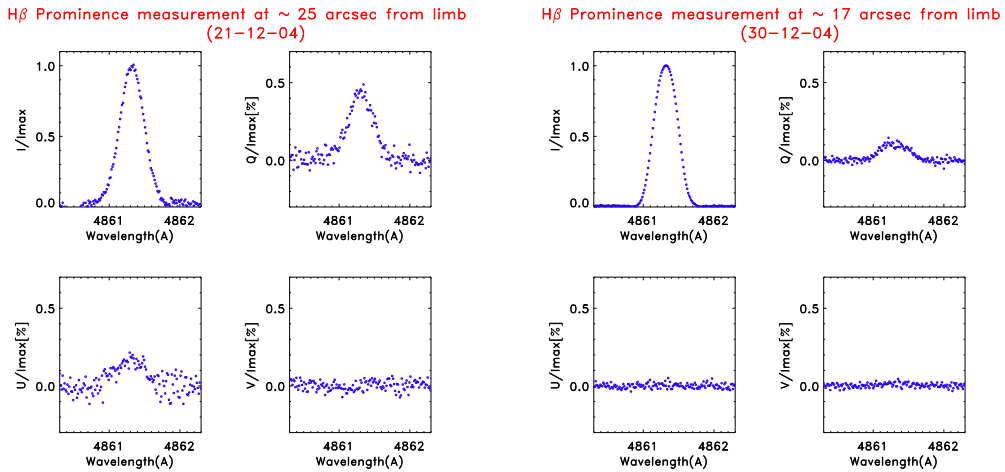 Hβ Prominence measurement at ~ 25 arcsec from limb
(21-12-04)
1.0
0.5
0.0
I/Imax
4861
4862
Wavelength(A)
0.5
0.0
Q/Imax[%]
4861
4862
Wavelength(A)
0.5
0.0
U/Imax[%]
4861
4862
Wavelength(A)
0.5
0.0
V/Imax[%]
4861
4862
Wavelength(A)
Hβ Prominence measurement at ~ 17 arcsec from limb
(30-12-04)
1.0
0.5
0.0
I/Imax
4861
4862
Wavelength(A)
0.5
0.0
Q/Imax[%]
4861
4862
Wavelength(A)
0.5
0.0
U/Imax[%]
4861
4862
Wavelength(A)
0.5
0.0
V/Imax[%]
4861
4862
Wavelength(A)